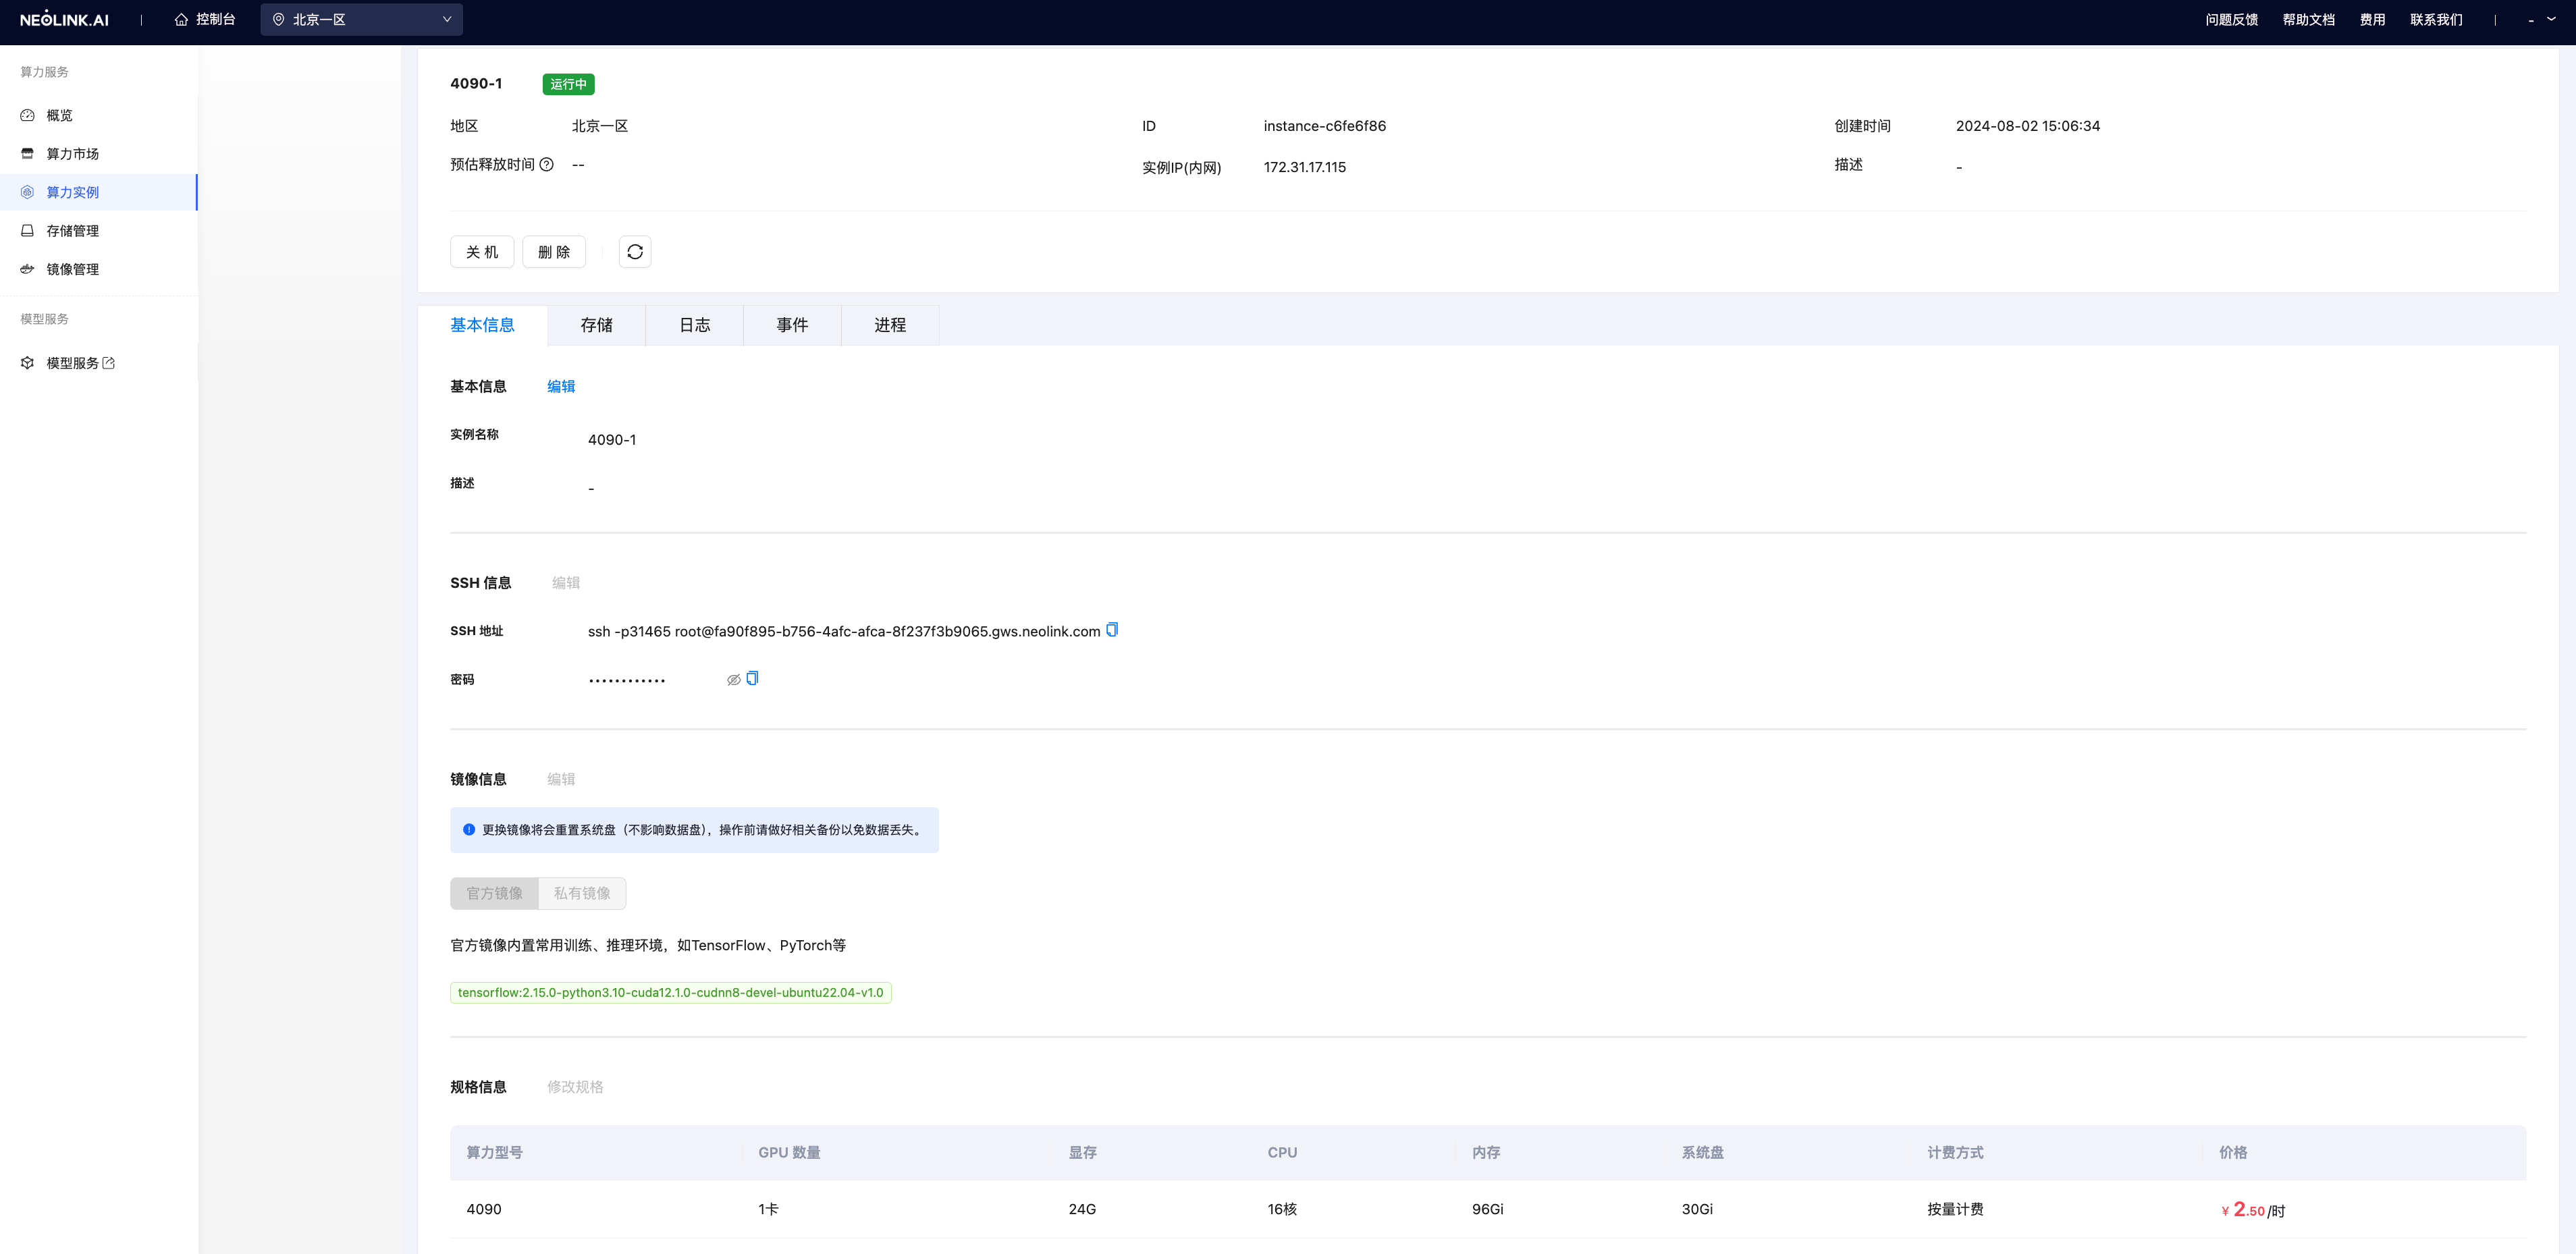 NEOLINK.AI
控制台
北京一区
问题反馈
帮助文档
费用
联系我们
-
算力服务
概览
算力市场
算力实例
存储管理
镜像管理
模型服务
模型服务
4090-1
运行中
地区 北京一区
ID instance-c6fe6f86
创建时间 2024-08-02 15:06:34
预估释放时间 --
实例IP(内网) 172.31.17.115
描述 -
关 机
删 除
基本信息
存储
日志
事件
进程
基本信息 编辑
实例名称 4090-1
描述 -
SSH 信息 编辑
SSH 地址 ssh -p31465 root@fa90f895-b756-4afc-afca-8f237f3b9065.gws.neolink.com
密码 ••••••••••••
镜像信息 编辑
更换镜像将会重置系统盘（不影响数据盘），操作前请做好相关备份以免数据丢失。
官方镜像 私有镜像
官方镜像内置常用训练、推理环境，如TensorFlow、PyTorch等
tensorflow:2.15.0-python3.10-cuda12.1.0-cudnn8-devel-ubuntu22.04-v1.0
规格信息 修改规格
算力型号 GPU 数量 显存 CPU 内存 系统盘 计费方式 价格
4090 1卡 24G 16核 96Gi 30Gi 按量计费 ¥ 2.50 /时